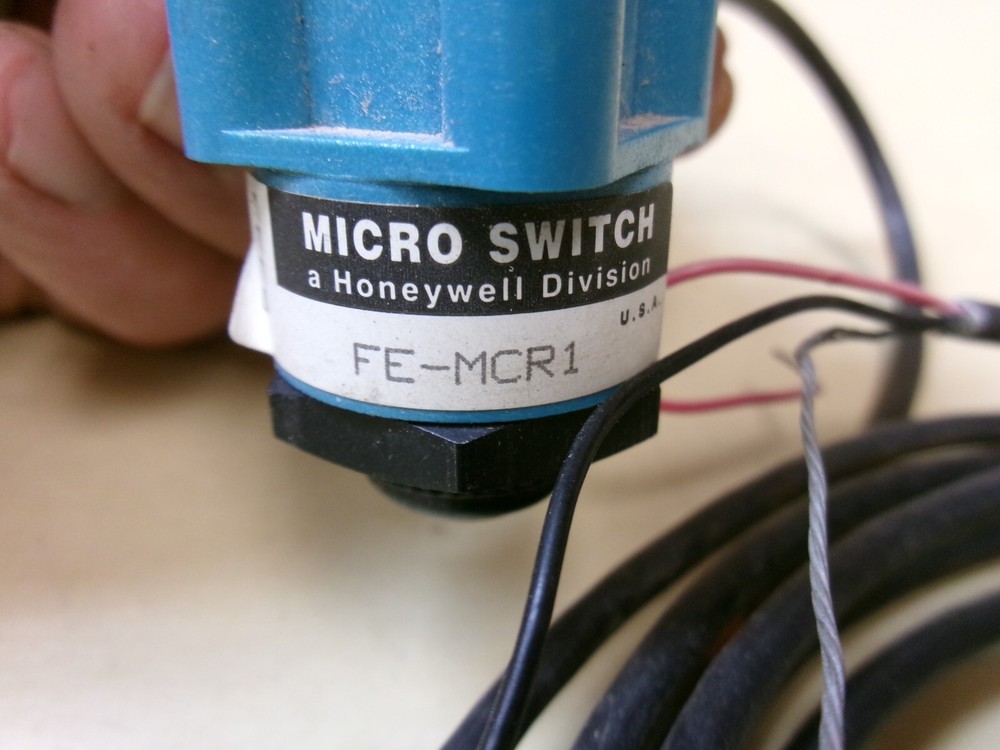 MICRO SWITCH
a Honeywell Division
U.S.A.
FE-MCR1